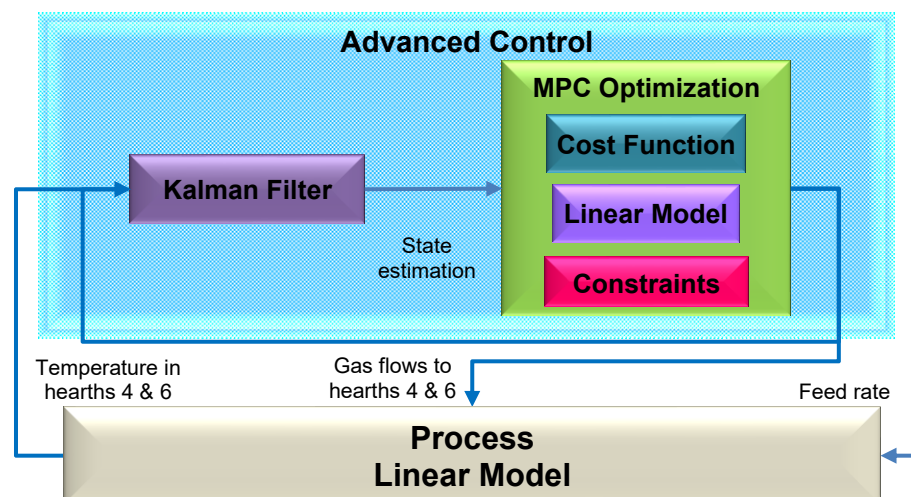 Advanced Control
MPC Optimization
Cost Function
Kalman Filter
Linear Model
State
estimation
Constraints
Temperature in
hearths 4 & 6
Gas flows to
hearths 4 & 6
Feed rate
Process
Linear Model